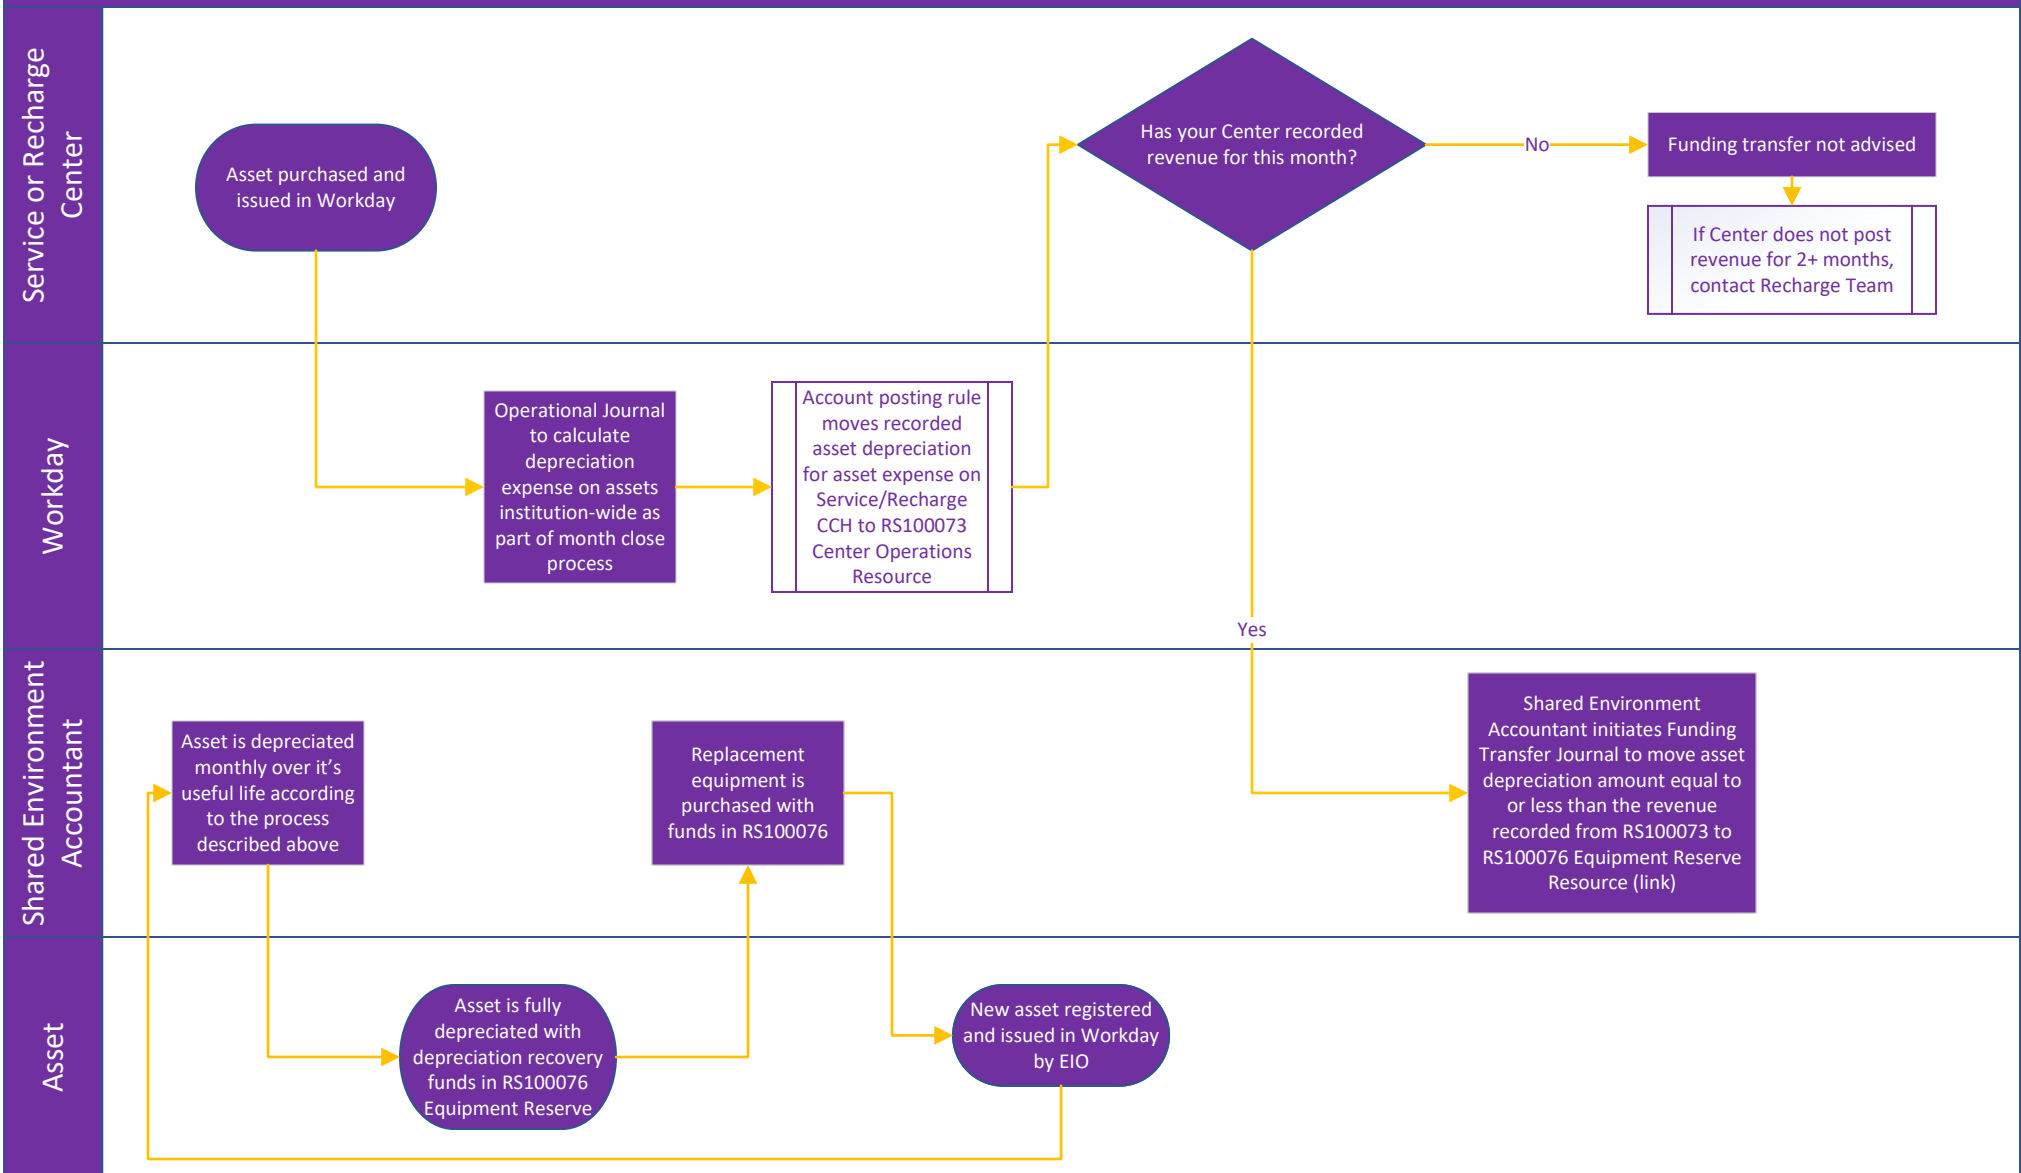 Service or Recharge
Center
Asset purchased and
issued in Workday
Has your Center recorded
revenue for this month?
No
Funding transfer not advised
If Center does not post
revenue for 2+ months,
contact Recharge Team
Workday
Operational Journal
to calculate
depreciation
expense on assets
institution-wide as
part of month close
process
Account posting rule
moves recorded
asset depreciation
for asset expense on
Service/Recharge
CCH to RS100073
Center Operations
Resource
Yes
Shared Environment
Accountant
Asset is depreciated
monthly over it’s
useful life according
to the process
described above
Replacement
equipment is
purchased with
funds in RS100076
Shared Environment
Accountant initiates Funding
Transfer Journal to move asset
depreciation amount equal to
or less than the revenue
recorded from RS100073 to
RS100076 Equipment Reserve
Resource (link)
Asset
Asset is fully
depreciated with
depreciation recovery
funds in RS100076
Equipment Reserve
New asset registered
and issued in Workday
by EIO